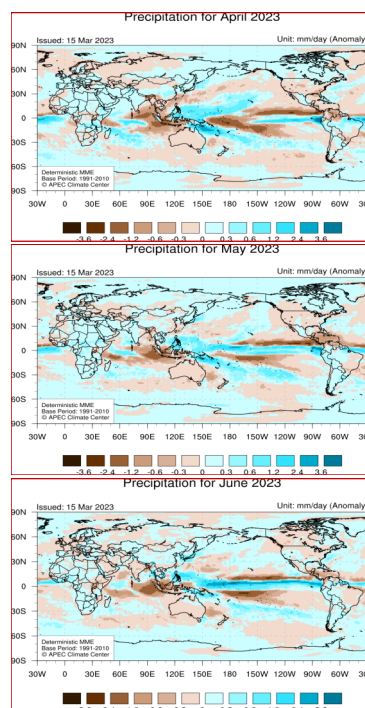 Precipitation for April 2023
Issued: 15 Mar 2023 Unit: mm/day (Anomaly
90N
60N
30N
0
30S
60S
90S
Deterministic MME
Base Period: 1991-2010
© APEC Climate Center
30W 0 30E 60E 90E 120E 150E 180 150W 120W 90W 60W 30
-3.6 -2.4 -1.2 -0.6 -0.3 0 0.3 0.6 1.2 2.4 3.6
Precipitation for May 2023
Issued: 15 Mar 2023 Unit: mm/day (Anomaly
90N
60N
30N
0
30S
60S
90S
Deterministic MME
Base Period: 1991-2010
© APEC Climate Center
30W 0 30E 60E 90E 120E 150E 180 150W 120W 90W 60W 30
-3.6 -2.4 -1.2 -0.6 -0.3 0 0.3 0.6 1.2 2.4 3.6
Precipitation for June 2023
Issued: 15 Mar 2023 Unit: mm/day (Anomaly
90N
60N
30N
0
30S
60S
90S
Deterministic MME
Base Period: 1991-2010
© APEC Climate Center
30W 0 30E 60E 90E 120E 150E 180 150W 120W 90W 60W 30